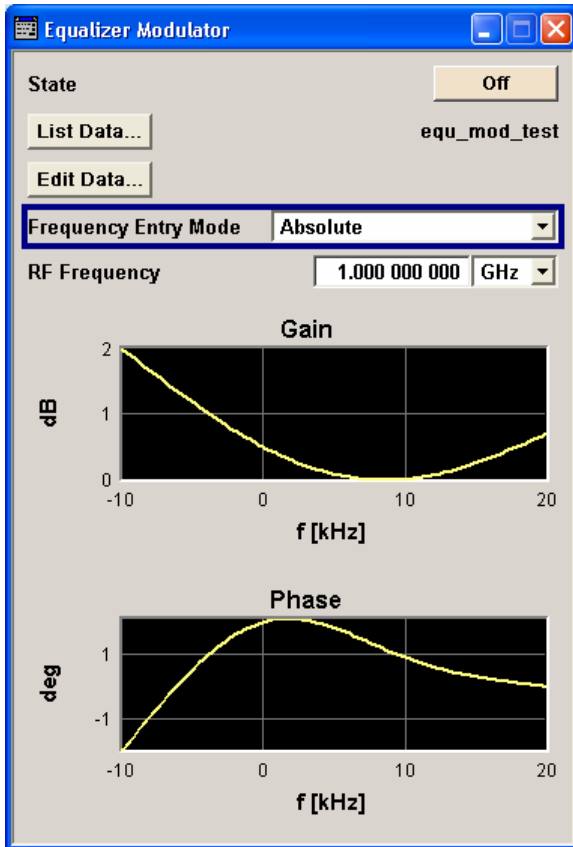 Equalizer Modulator
State Off
List Data... equ_mod_test
Edit Data...
Frequency Entry Mode Absolute
RF Frequency 1.000 000 000 GHz
Gain
2
dB
1
0
-10 0 10 20
f [kHz]
Phase
1
deg
-1
-10 0 10 20
f [kHz]